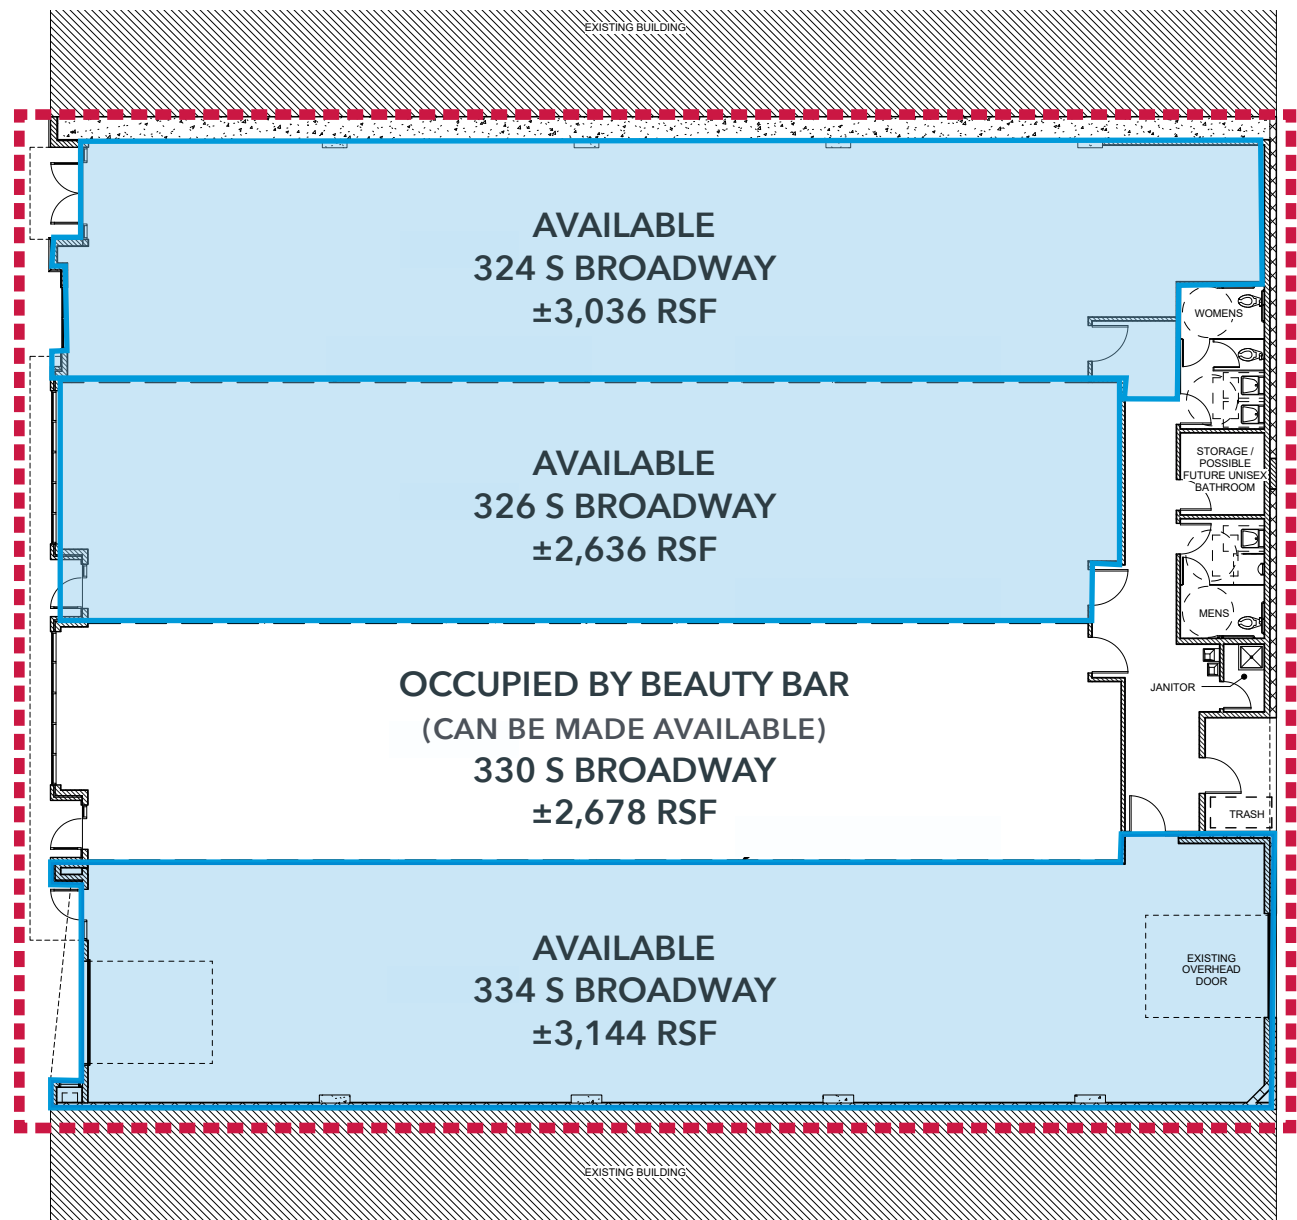 EXISTING BUILDING
AVAILABLE
324 S BROADWAY
±3,036 RSF
WOMENS
AVAILABLE
326 S BROADWAY
±2,636 RSF
STORAGE /
POSSIBLE
FUTURE UNISEX
BATHROOM
MENS
OCCUPIED BY BEAUTY BAR
(CAN BE MADE AVAILABLE)
330 S BROADWAY
±2,678 RSF
JANITOR
TRASH
AVAILABLE
334 S BROADWAY
±3,144 RSF
EXISTING
OVERHEAD
DOOR
EXISTING BUILDING